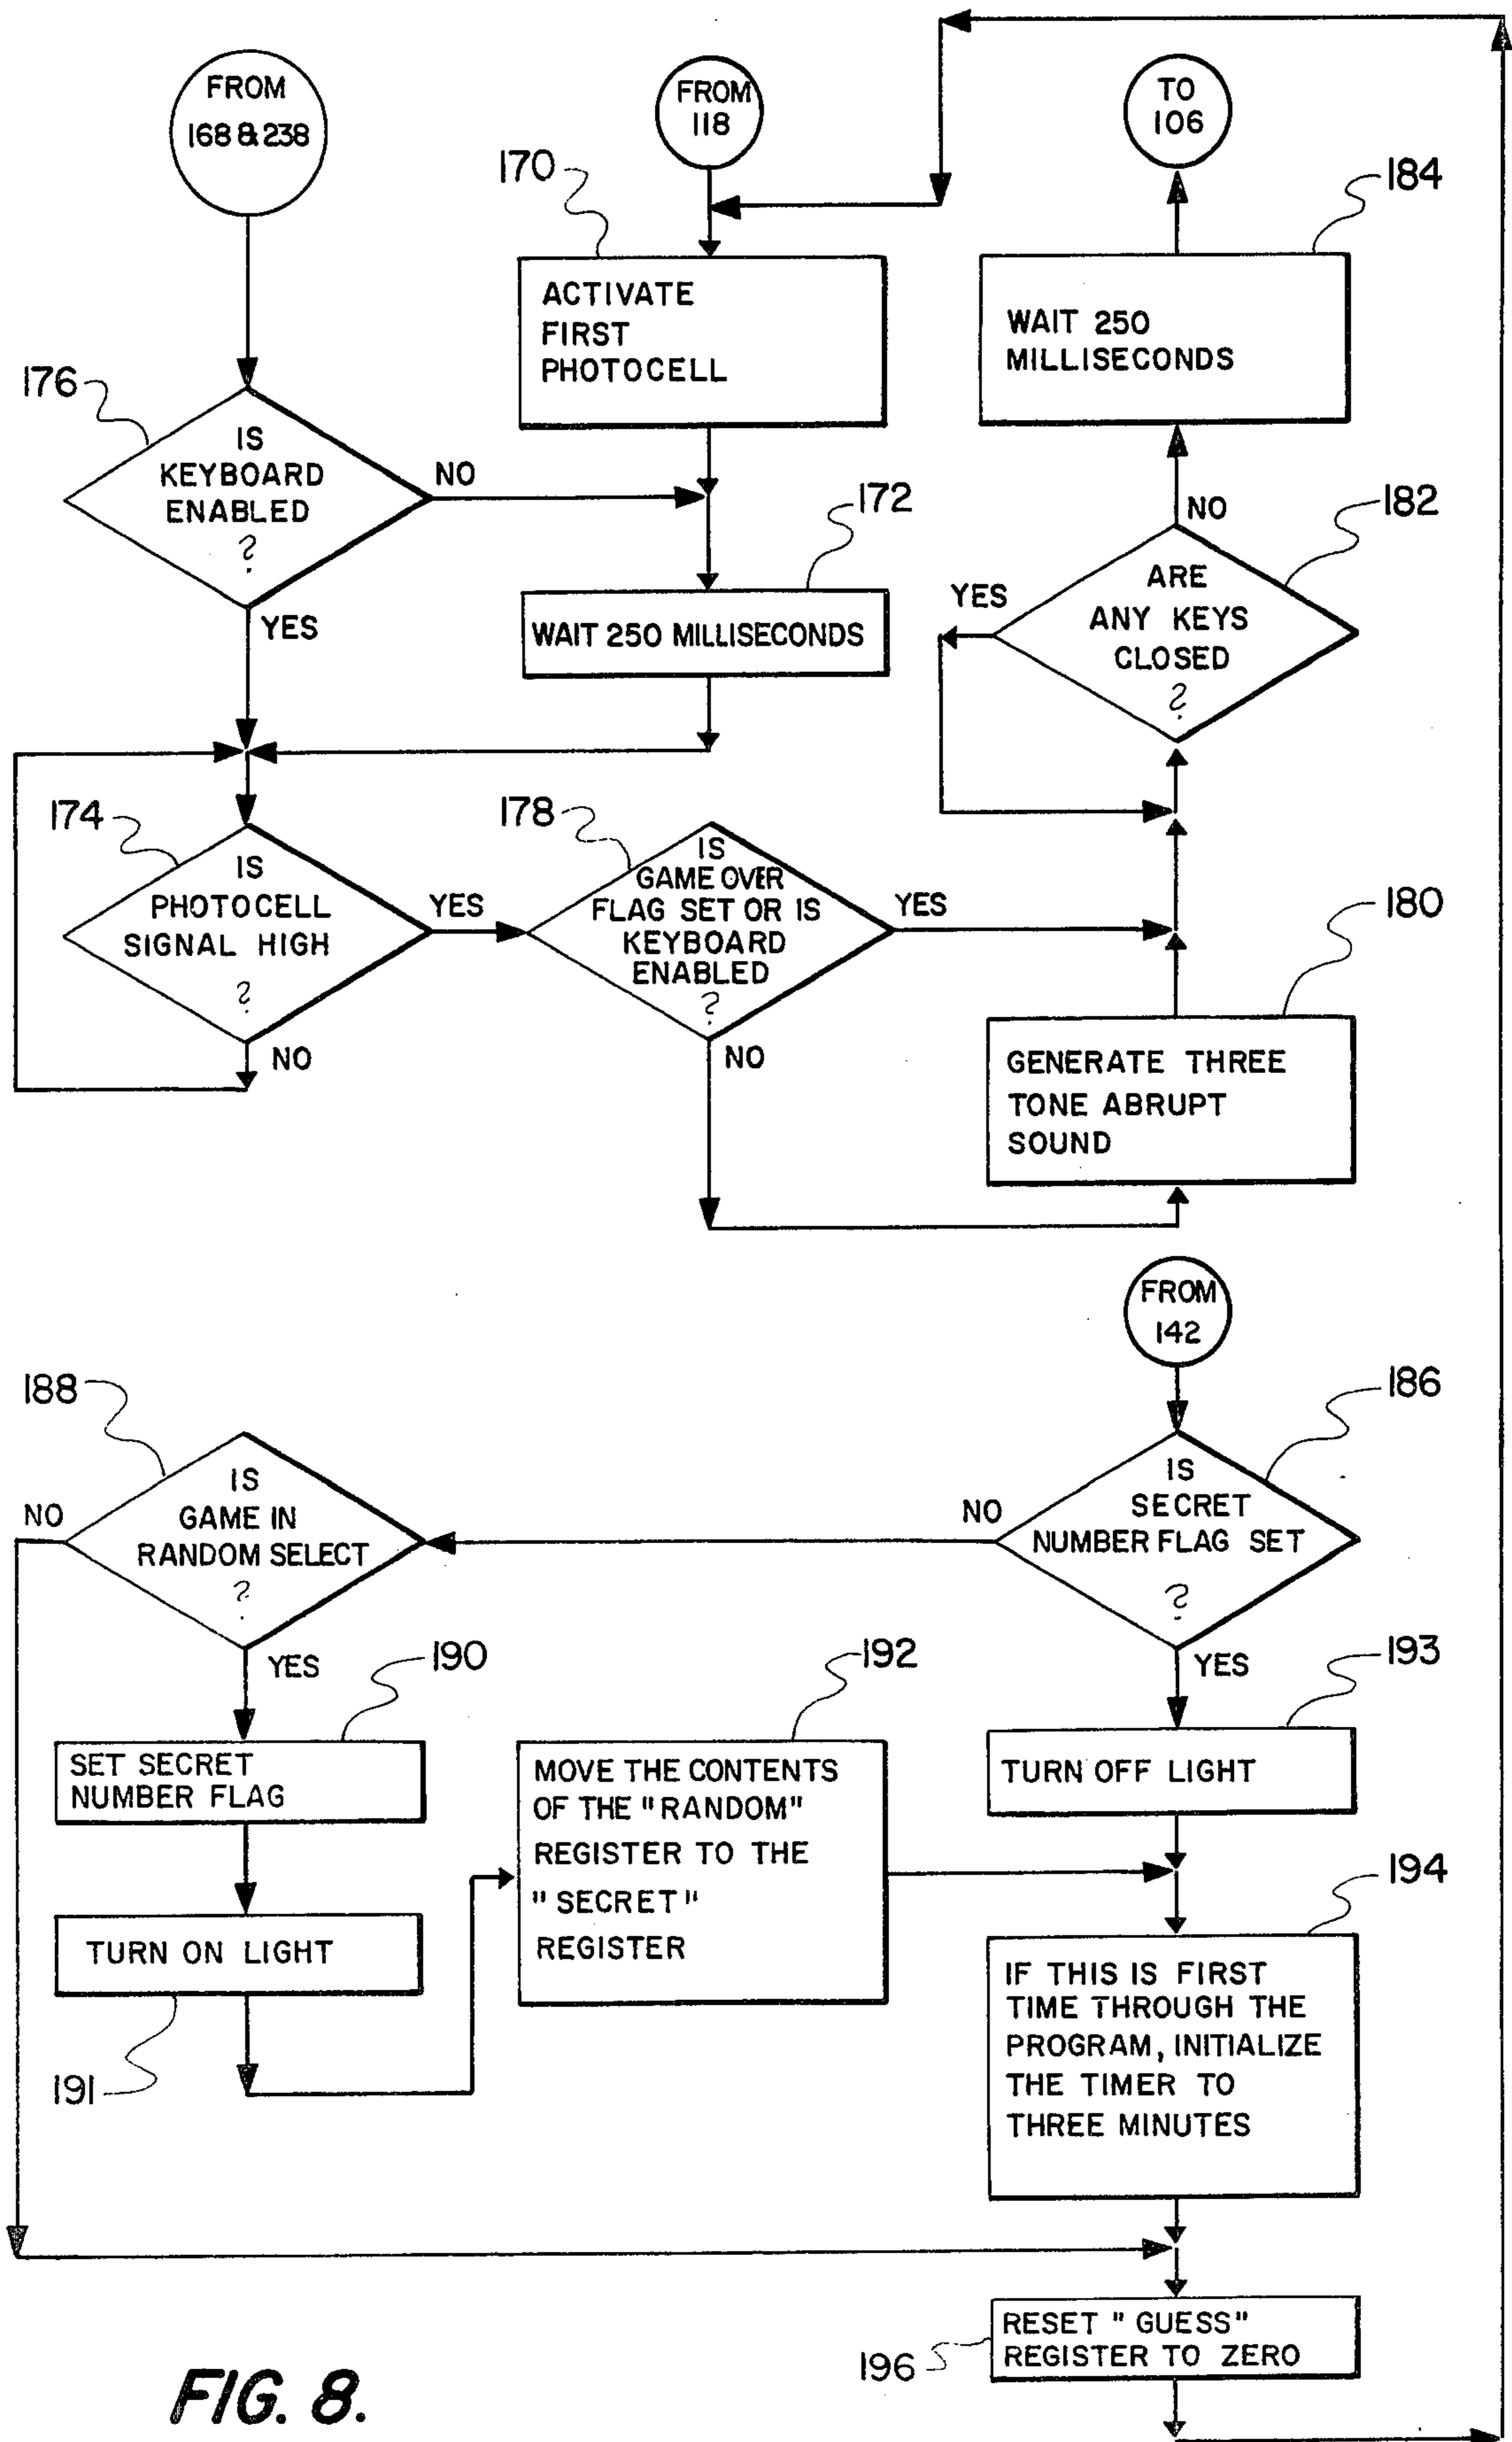 FROM
168 & 238
FROM
118
TO
106
170
184
ACTIVATE
FIRST
PHOTOCELL
WAIT 250
MILLISECONDS
176
IS
KEYBOARD
ENABLED
?
NO
YES
172
WAIT 250 MILLISECONDS
NO
182
YES
ARE
ANY KEYS
CLOSED
?
174
IS
PHOTOCELL
SIGNAL HIGH
?
YES
NO
178
IS
GAME OVER
FLAG SET OR IS
KEYBOARD
ENABLED
?
YES
NO
180
GENERATE THREE
TONE ABRUPT
SOUND
FROM
142
188
IS
GAME IN
RANDOM SELECT
?
NO
YES
186
IS
SECRET
NUMBER FLAG SET
?
NO
YES
190
SET SECRET
NUMBER FLAG
192
MOVE THE CONTENTS
OF THE "RANDOM"
REGISTER TO THE
"SECRET"
REGISTER
193
TURN OFF LIGHT
TURN ON LIGHT
191
194
IF THIS IS FIRST
TIME THROUGH THE
PROGRAM, INITIALIZE
THE TIMER TO
THREE MINUTES
RESET "GUESS"
REGISTER TO ZERO
196
FIG. 8.